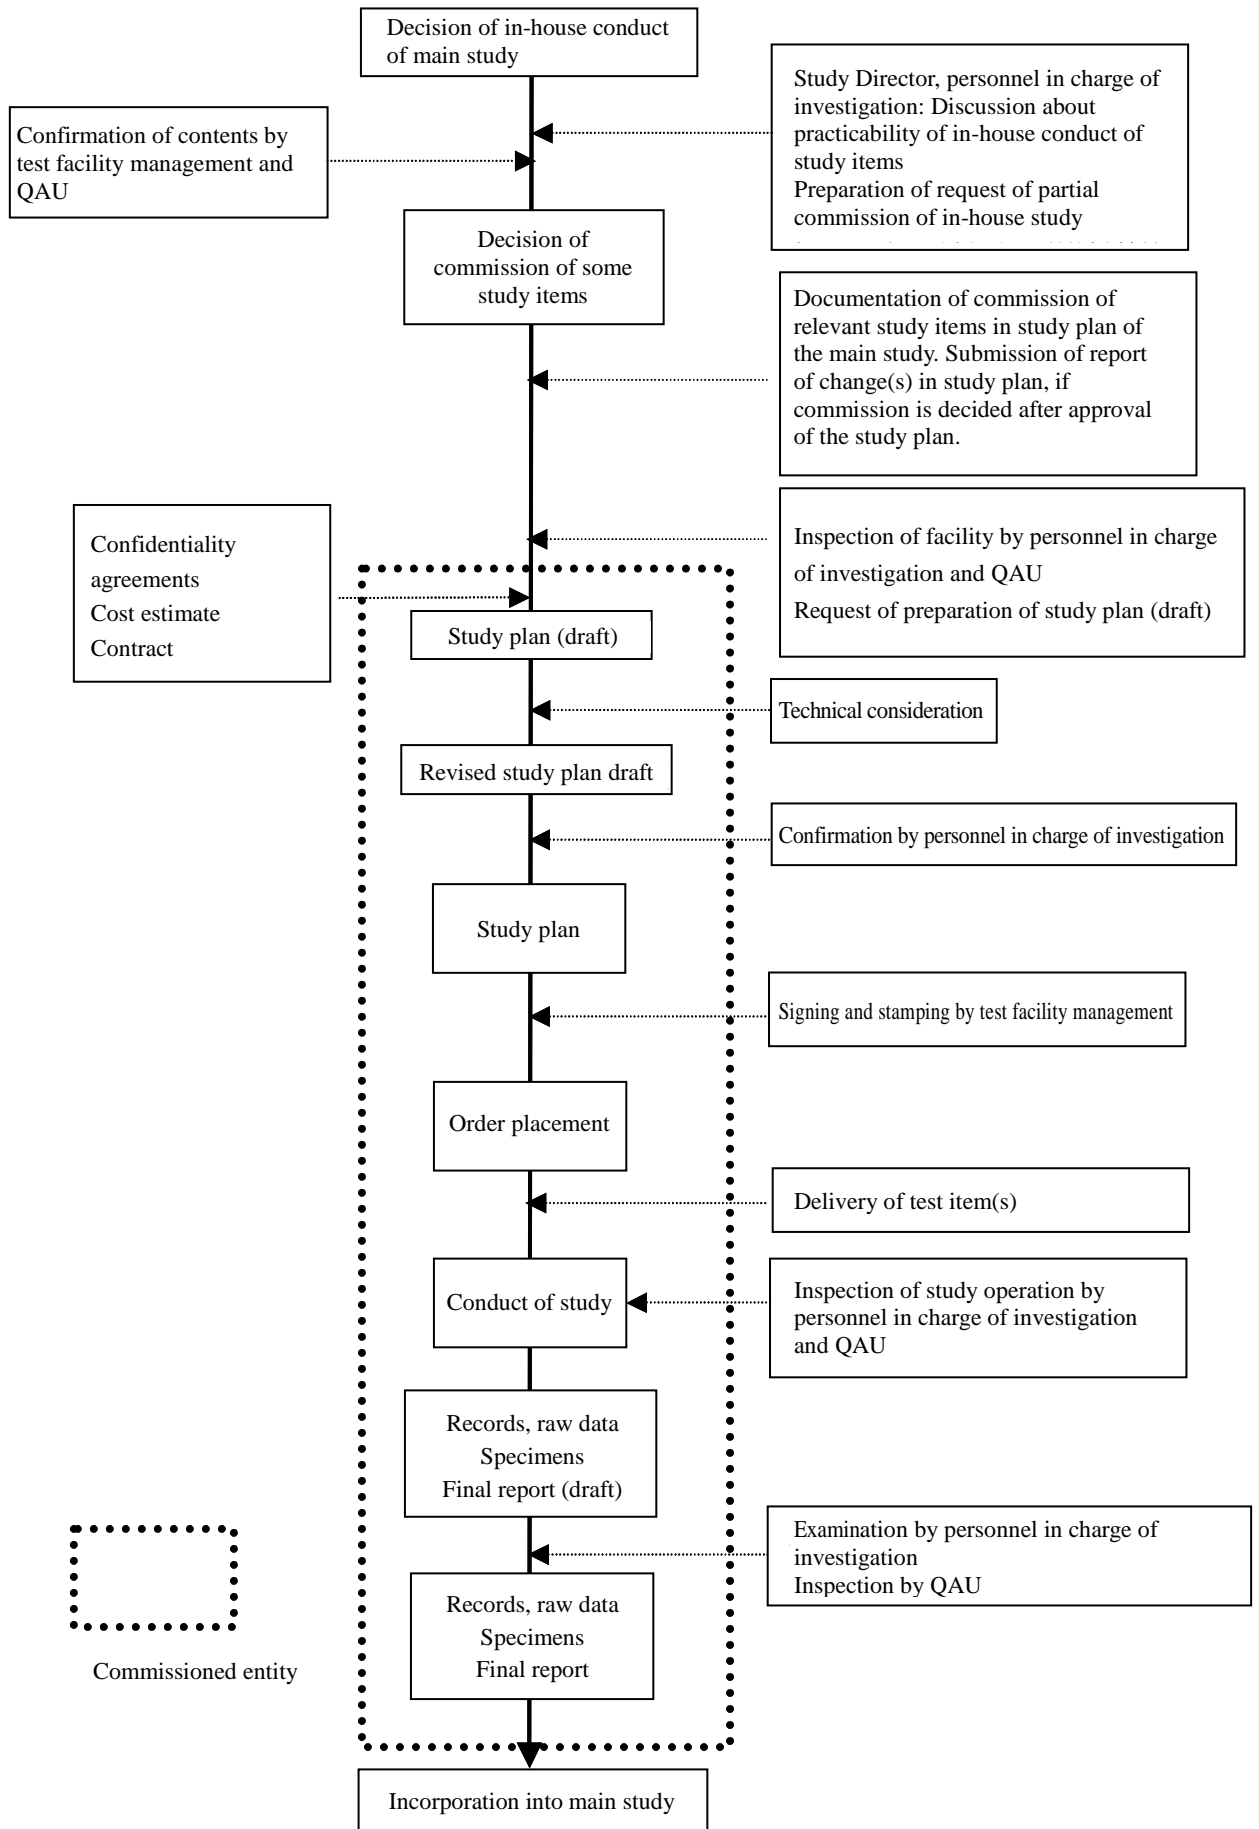 Decision of in-house conduct
of main study
Study Director, personnel in charge of
investigation: Discussion about
practicability of in-house conduct of
study items
Preparation of request of partial
commission of in-house study
Confirmation of contents by
test facility management and
QAU
Decision of
commission of some
study items
Documentation of commission of
relevant study items in study plan of
the main study. Submission of report
of change(s) in study plan, if
commission is decided after approval
of the study plan.
Inspection of facility by personnel in charge
of investigation and QAU
Request of preparation of study plan (draft)
Confidentiality
agreements
Cost estimate
Contract
Study plan (draft)
Technical consideration
Revised study plan draft
Confirmation by personnel in charge of investigation
Study plan
Signing and stamping by test facility management
Order placement
Delivery of test item(s)
Conduct of study
Inspection of study operation by
personnel in charge of investigation
and QAU
Records, raw data
Specimens
Final report (draft)
Examination by personnel in charge of
investigation
Inspection by QAU
Records, raw data
Specimens
Final report
Commissioned entity
Incorporation into main study